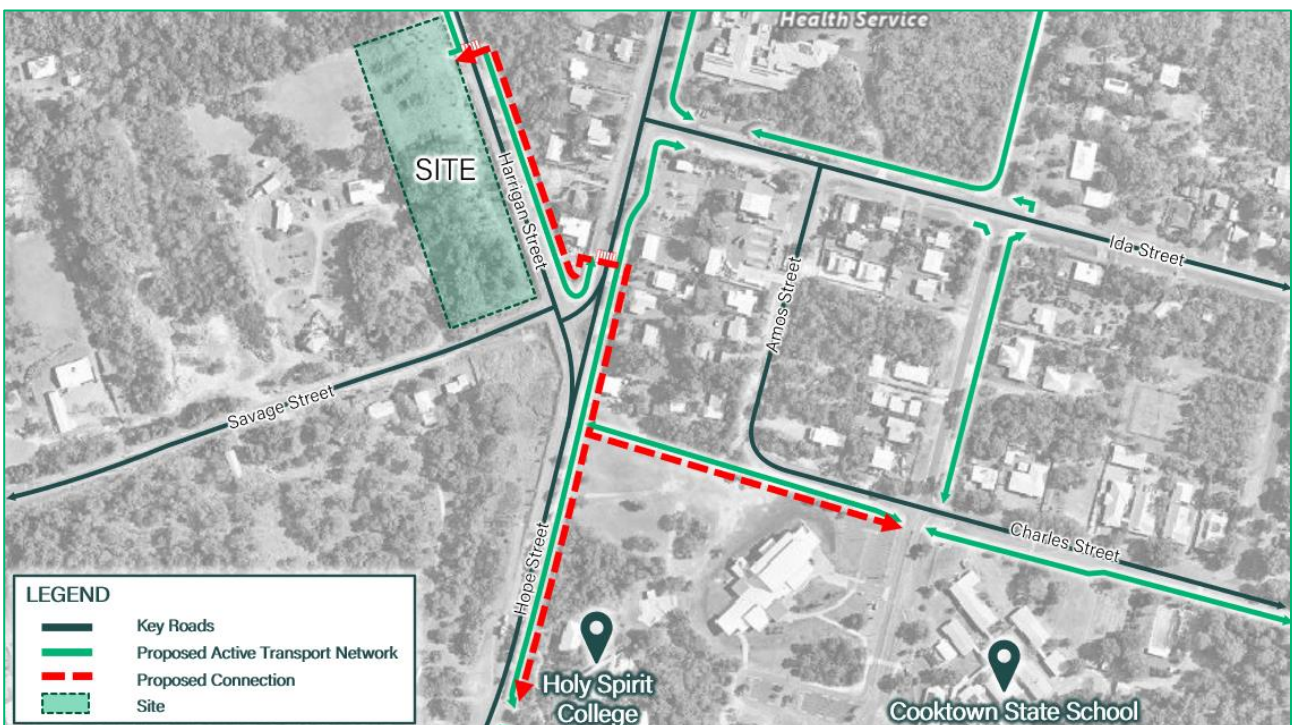 Health Service
SITE
Harrigan Street
Ida Street
Amos Street
Savage Street
Charles Street
Hope Street
LEGEND
Key Roads
Proposed Active Transport Network
Proposed Connection
Site
Holy Spirit
College
Cooktown State School